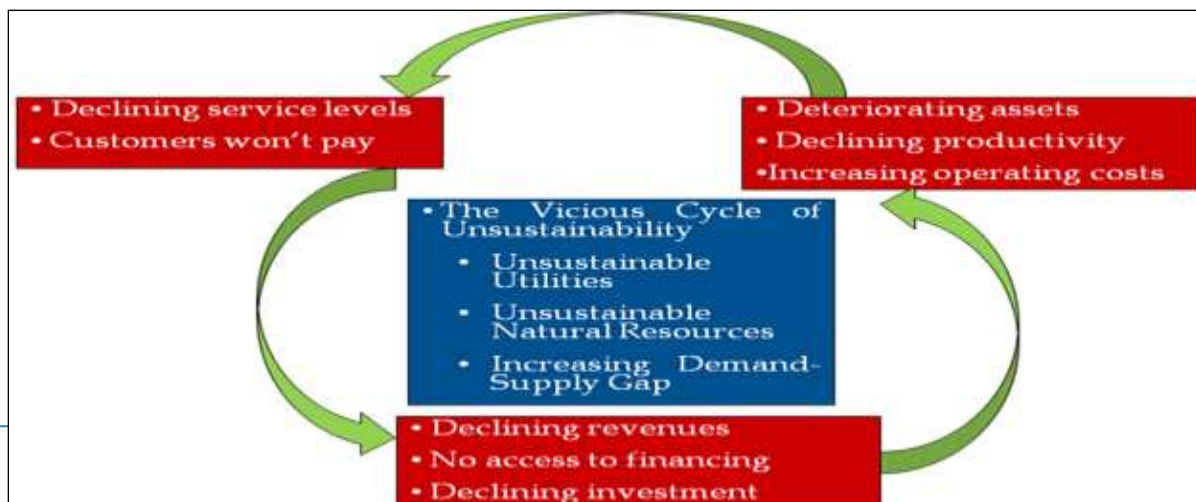 • Declining service levels
• Customers won't pay
• Deteriorating assets
• Declining productivity
•Increasing operating costs
• The Vicious Cycle of
Unsustainability
• Unsustainable
Utilities
• Unsustainable
Natural Resources
• Increasing Demand-
Supply Gap
• Declining revenues
• No access to financing
• Declining investment